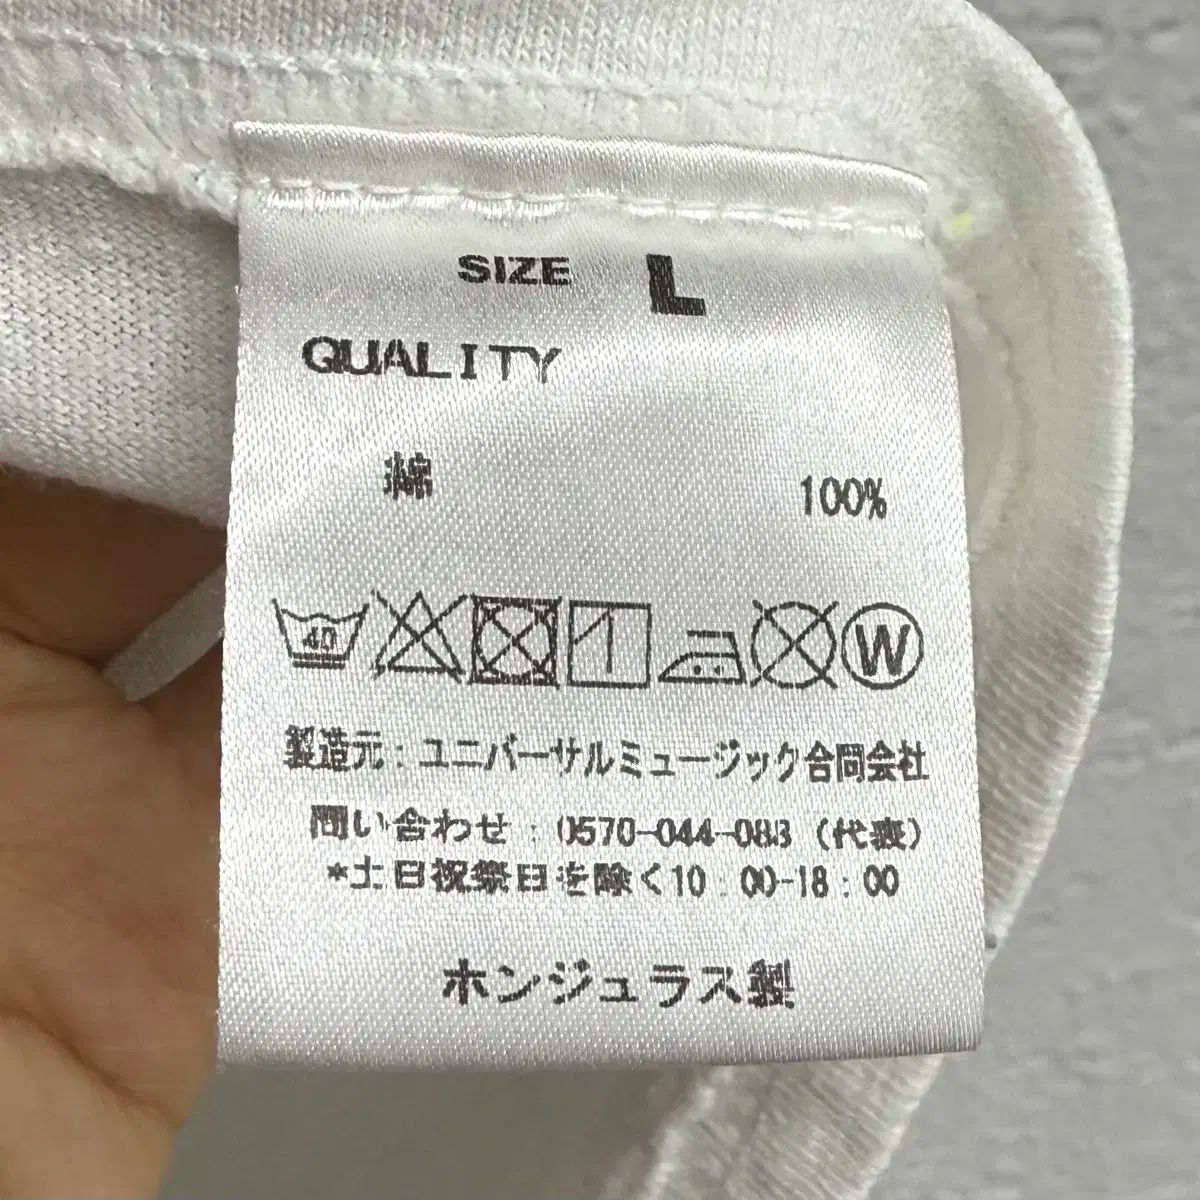 SIZE L
QUALITY
綿 100%
40 W
製造元：ユニバーサルミュージック合同会社
問い合わせ：0570-044-088（代表）
*土日祝祭日を除く10：00-18：00
ホンジュラス製